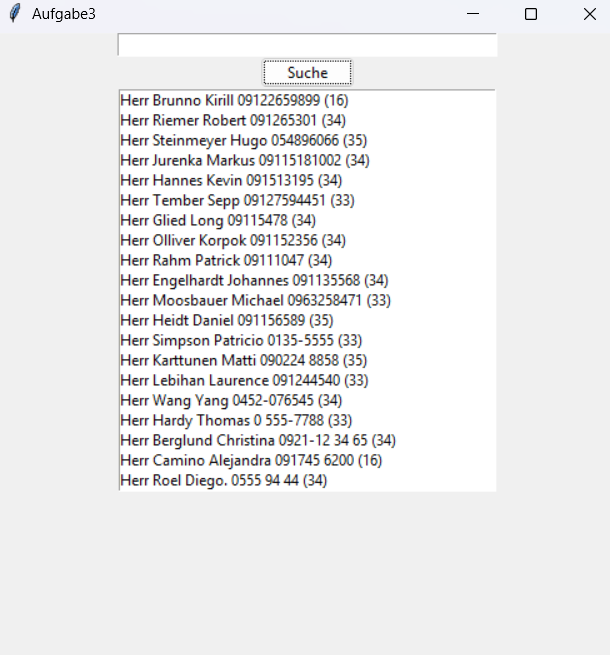 Aufgabe3
Suche
Herr Brunno Kirill 09122659899 (16)
Herr Riemer Robert 091265301 (34)
Herr Steinmeyer Hugo 054896066 (35)
Herr Jurenka Markus 09115181002 (34)
Herr Hannes Kevin 091513195 (34)
Herr Tember Sepp 09127594451 (33)
Herr Glied Long 09115478 (34)
Herr Olliver Korpok 091152356 (34)
Herr Rahm Patrick 09111047 (34)
Herr Engelhardt Johannes 091135568 (34)
Herr Moosbauer Michael 0963258471 (33)
Herr Heidt Daniel 091156589 (35)
Herr Simpson Patricio 0135-5555 (33)
Herr Karttunen Matti 090224 8858 (35)
Herr Lebihan Laurence 091244540 (33)
Herr Wang Yang 0452-076545 (34)
Herr Hardy Thomas 0 555-7788 (33)
Herr Berglund Christina 0921-12 34 65 (34)
Herr Camino Alejandra 091745 6200 (16)
Herr Roel Diego. 0555 94 44 (34)